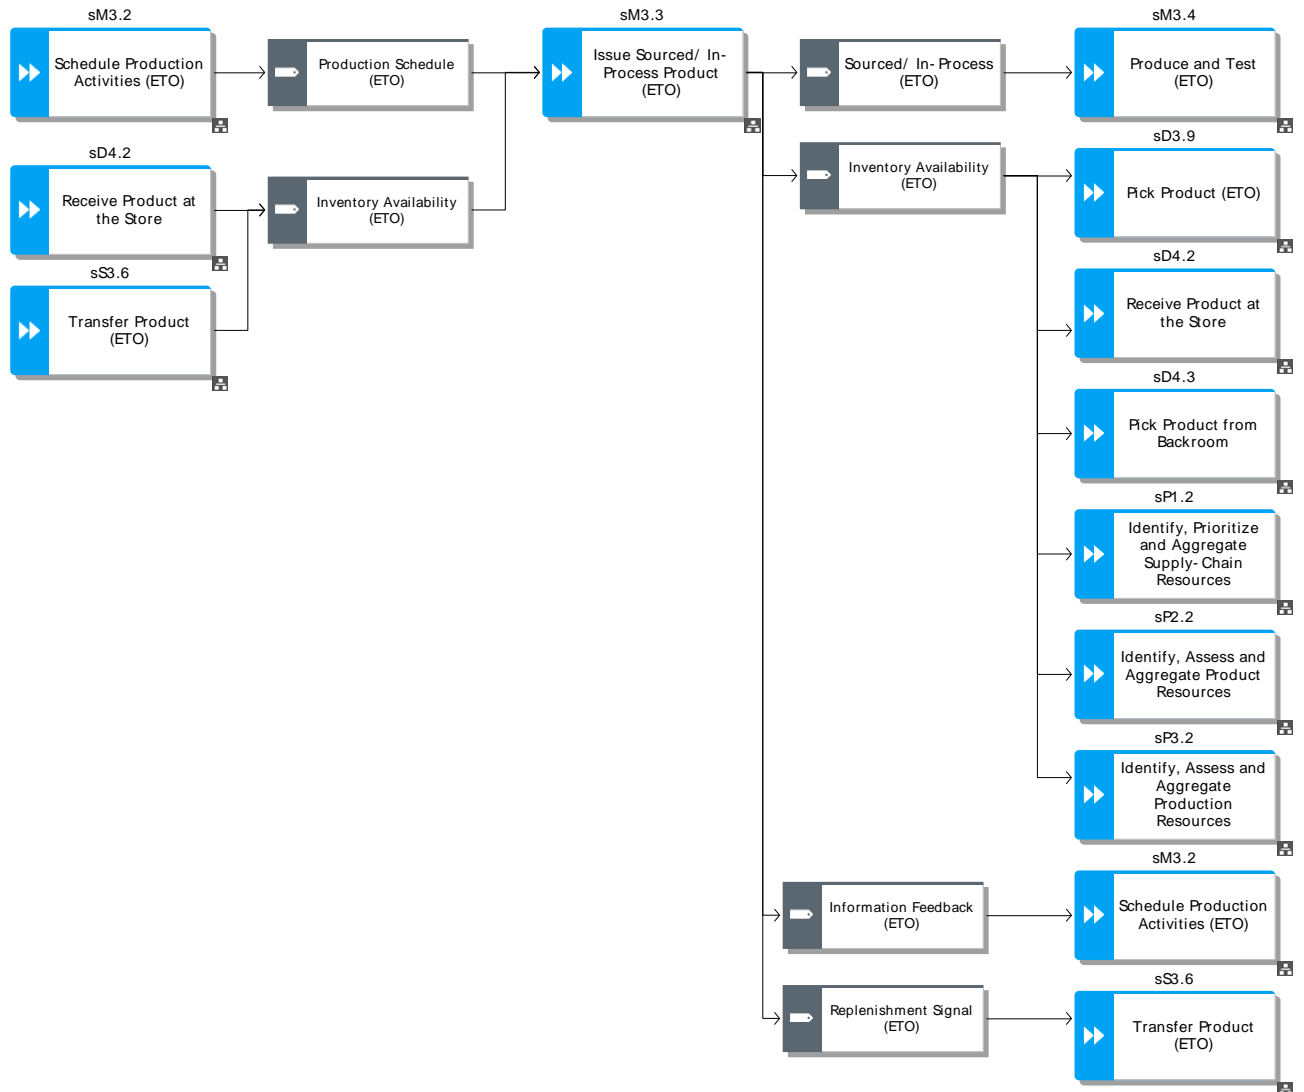 sM3.2
Schedule Production
Activities (ETO)
Production Schedule
(ETO)
sM3.3
Issue Sourced/ In-
Process Product
(ETO)
Sourced/ In- Process
(ETO)
sM3.4
Produce and Test
(ETO)
sD4.2
Receive Product at
the Store
Inventory Availability
(ETO)
sS3.6
Transfer Product
(ETO)
Inventory Availability
(ETO)
sD3.9
Pick Product (ETO)
sD4.2
Receive Product at
the Store
sD4.3
Pick Product from
Backroom
sP1.2
Identify, Prioritize
and Aggregate
Supply- Chain
Resources
sP2.2
Identify, Assess and
Aggregate Product
Resources
sP3.2
Identify, Assess and
Aggregate
Production
Resources
Information Feedback
(ETO)
sM3.2
Schedule Production
Activities (ETO)
Replenishment Signal
(ETO)
sS3.6
Transfer Product
(ETO)